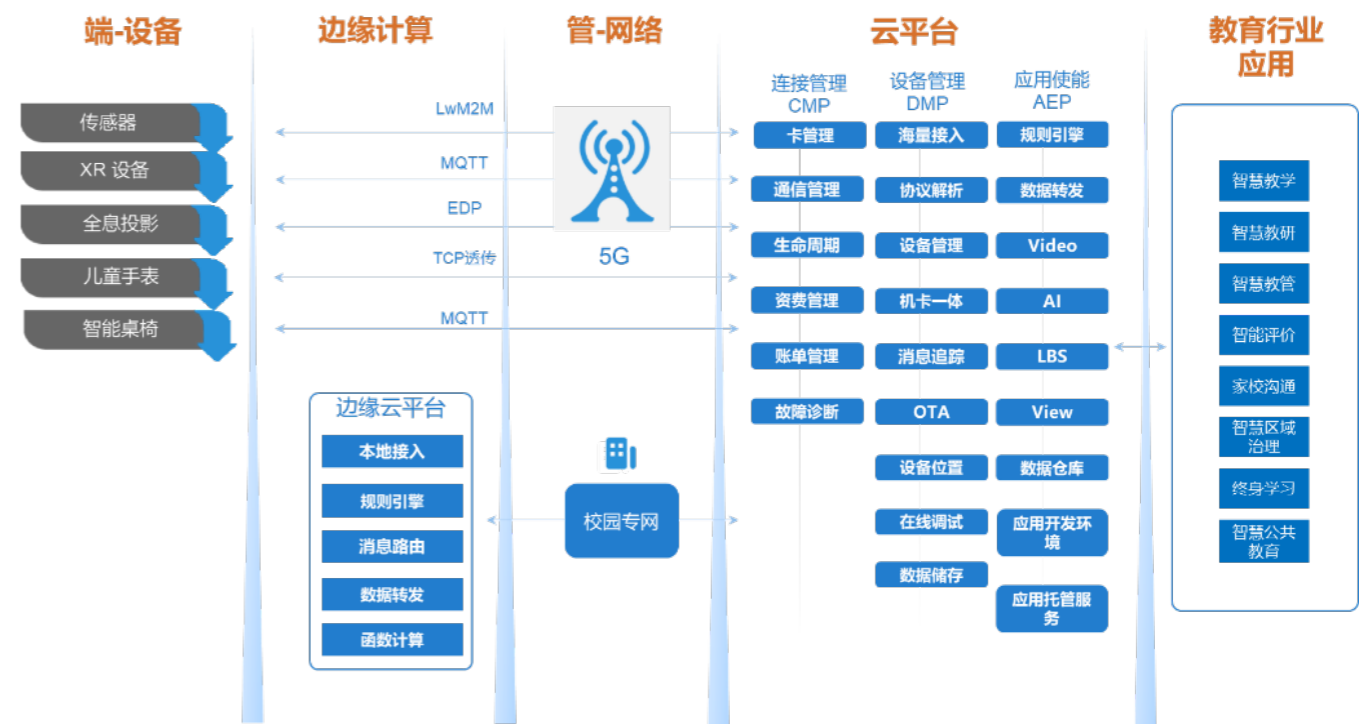 端-设备
边缘计算
管-网络
云平台
教育行业
应用
传感器
XR 设备
全息投影
儿童手表
智能桌椅
LwM2M
MQTT
EDP
TCP透传
MQTT
边缘云平台
本地接入
规则引擎
消息路由
数据转发
函数计算
5G
校园专网
连接管理
CMP
卡管理
通信管理
生命周期
资费管理
账单管理
故障诊断
设备管理
DMP
海量接入
协议解析
设备管理
机卡一体
消息追踪
OTA
设备位置
在线调试
数据储存
应用使能
AEP
规则引擎
数据转发
Video
AI
LBS
View
数据仓库
应用开发环
境
应用托管服
务
智慧教学
智慧教研
智慧教管
智能评价
家校沟通
智慧区域
治理
终身学习
智慧公共
教育